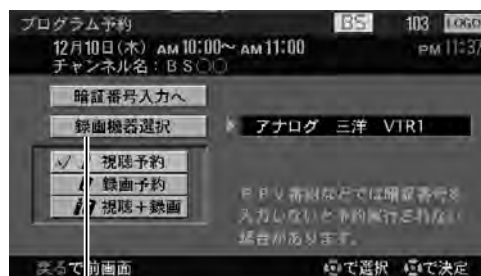 プログラム予約 BS 103 LOGO
12月10日(木) AM 10:00～ AM 11:00 PM 11:37
チャンネル名：BS○○
暗証番号入力へ
録画機器選択 アナログ 三洋 VTR1
視聴予約
録画予約
視聴＋録画
PPV番組などでは暗証番号を
入力しないと予約実行されない
場合があります。
戻るで前画面 で選択 で決定